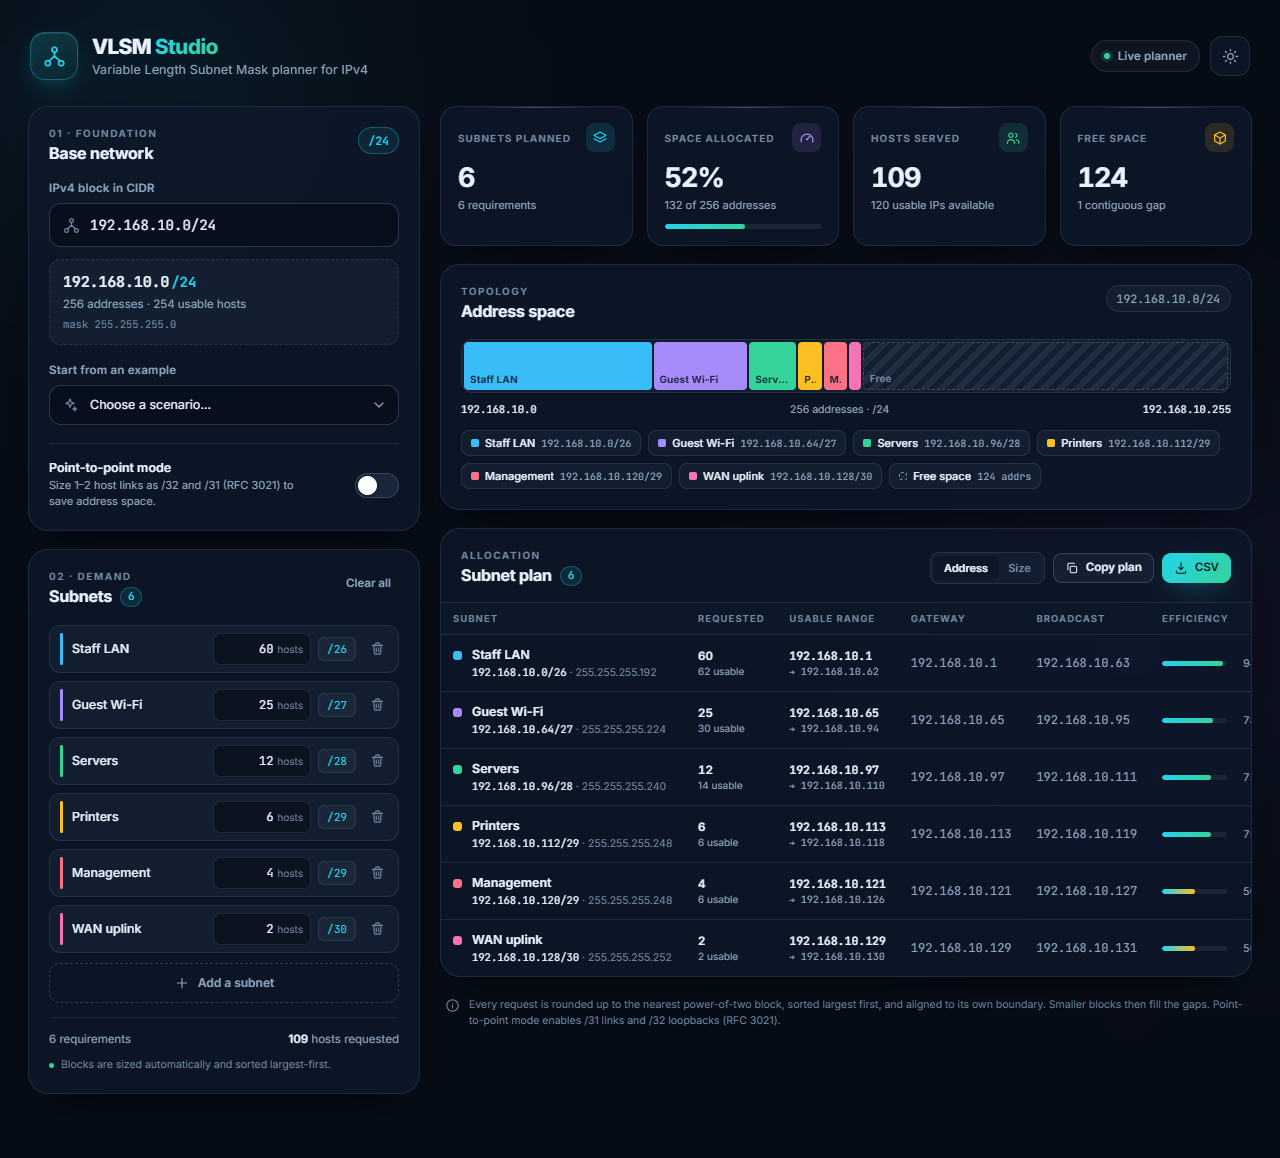 VLSM Studio
Variable Length Subnet Mask planner for IPv4
Live planner
01 · FOUNDATION
Base network
/24
IPv4 block in CIDR
192.168.10.0/24
192.168.10.0/24
256 addresses · 254 usable hosts
mask 255.255.255.0
Start from an example
Choose a scenario...
Point-to-point mode
Size 1–2 host links as /32 and /31 (RFC 3021) to
save address space.
02 · DEMAND
Subnets 6
Clear all
Staff LAN 60 hosts /26
Guest Wi-Fi 25 hosts /27
Servers 12 hosts /28
Printers 6 hosts /29
Management 4 hosts /29
WAN uplink 2 hosts /30
Add a subnet
6 requirements 109 hosts requested
Blocks are sized automatically and sorted largest-first.
SUBNETS PLANNED
6
6 requirements
SPACE ALLOCATED
52%
132 of 256 addresses
HOSTS SERVED
109
120 usable IPs available
FREE SPACE
124
1 contiguous gap
TOPOLOGY
Address space
192.168.10.0/24
Staff LAN Guest Wi-Fi Serv... P.. M. Free
192.168.10.0 256 addresses · /24 192.168.10.255
Staff LAN 192.168.10.0/26 Guest Wi-Fi 192.168.10.64/27 Servers 192.168.10.96/28 Printers 192.168.10.112/29
Management 192.168.10.120/29 WAN uplink 192.168.10.128/30 Free space 124 addrs
ALLOCATION
Subnet plan 6
Address Size Copy plan CSV
SUBNET REQUESTED USABLE RANGE GATEWAY BROADCAST EFFICIENCY
Staff LAN 60 192.168.10.1 192.168.10.1 192.168.10.63
192.168.10.0/26 · 255.255.255.192 62 usable → 192.168.10.62
Guest Wi-Fi 25 192.168.10.65 192.168.10.65 192.168.10.95
192.168.10.64/27 · 255.255.255.224 30 usable → 192.168.10.94
Servers 12 192.168.10.97 192.168.10.97 192.168.10.111
192.168.10.96/28 · 255.255.255.240 14 usable → 192.168.10.110
Printers 6 192.168.10.113 192.168.10.113 192.168.10.119
192.168.10.112/29 · 255.255.255.248 6 usable → 192.168.10.118
Management 4 192.168.10.121 192.168.10.121 192.168.10.127
192.168.10.120/29 · 255.255.255.248 6 usable → 192.168.10.126
WAN uplink 2 192.168.10.129 192.168.10.129 192.168.10.131
192.168.10.128/30 · 255.255.255.252 2 usable → 192.168.10.130
Every request is rounded up to the nearest power-of-two block, sorted largest first, and aligned to its own boundary. Smaller blocks then fill the gaps. Point-
to-point mode enables /31 links and /32 loopbacks (RFC 3021).